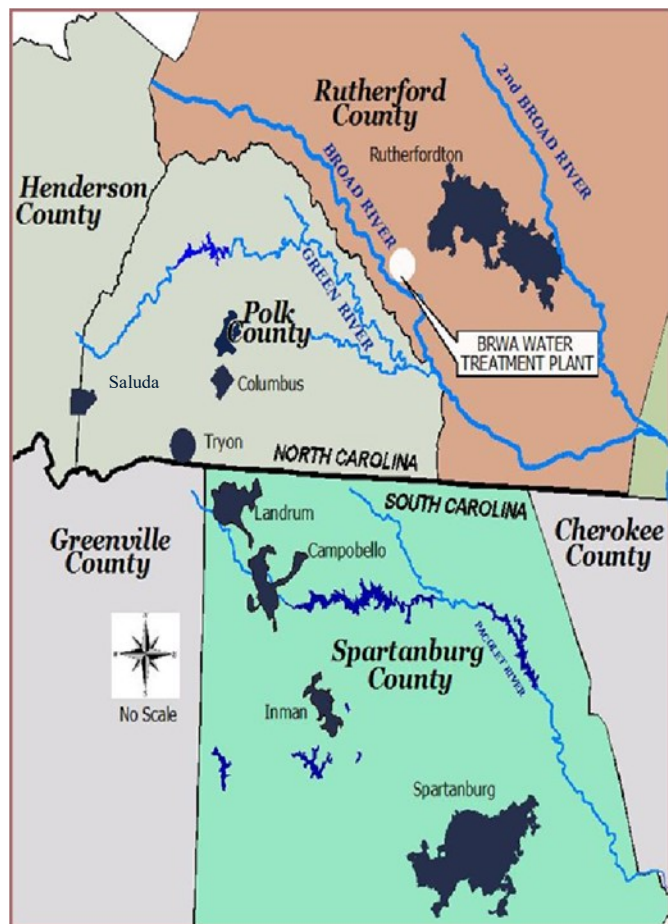 Rutherford
County
2nd BROAD RIVER
Rutherfordton
BROAD RIVER
Henderson
County
GREEN RIVER
Polk
County
BRWA WATER
TREATMENT PLANT
Saluda
Columbus
Tryon
NORTH CAROLINA
SOUTH CAROLINA
Landrum
Greenville
County
Cherokee
County
Campobello
PACOLET RIVER
Spartanburg
County
No Scale
Inman
Spartanburg